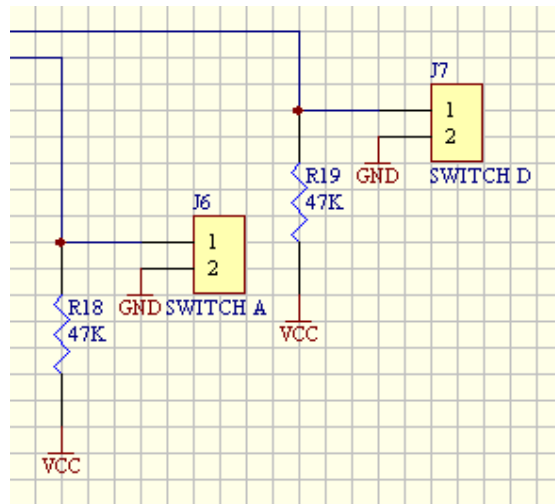 J7
1
2
R19
47K
GND
SWITCH D
J6
1
2
R18
47K
GND
SWITCH A
VCC
VCC